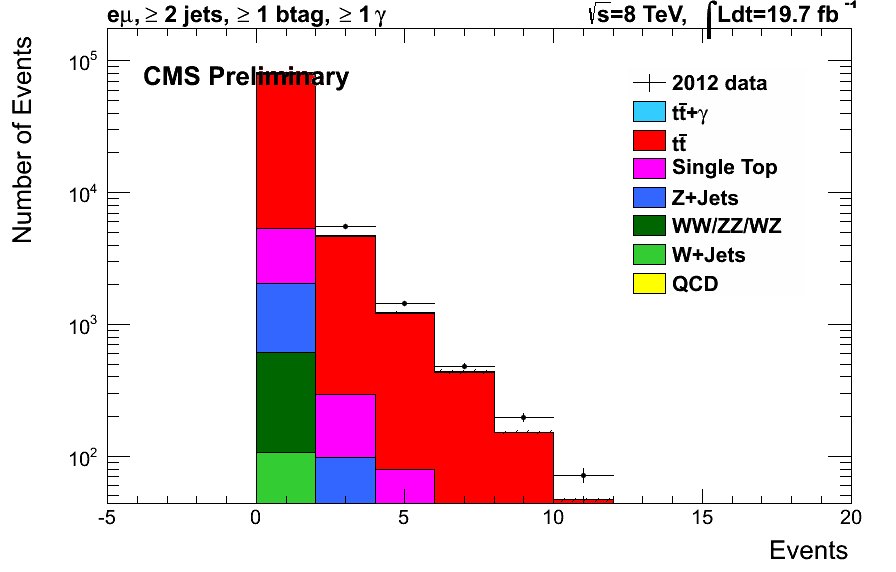 eμ, ≥ 2 jets, ≥ 1 btag, ≥ 1 γ
√s=8 TeV, ∫Ldt=19.7 fb⁻¹
Number of Events
CMS Preliminary
10⁵
10⁴
10³
10²
2012 data
tt̄+γ
tt̄
Single Top
Z+Jets
WW/ZZ/WZ
W+Jets
QCD
-5 0 5 10 15 20
Events